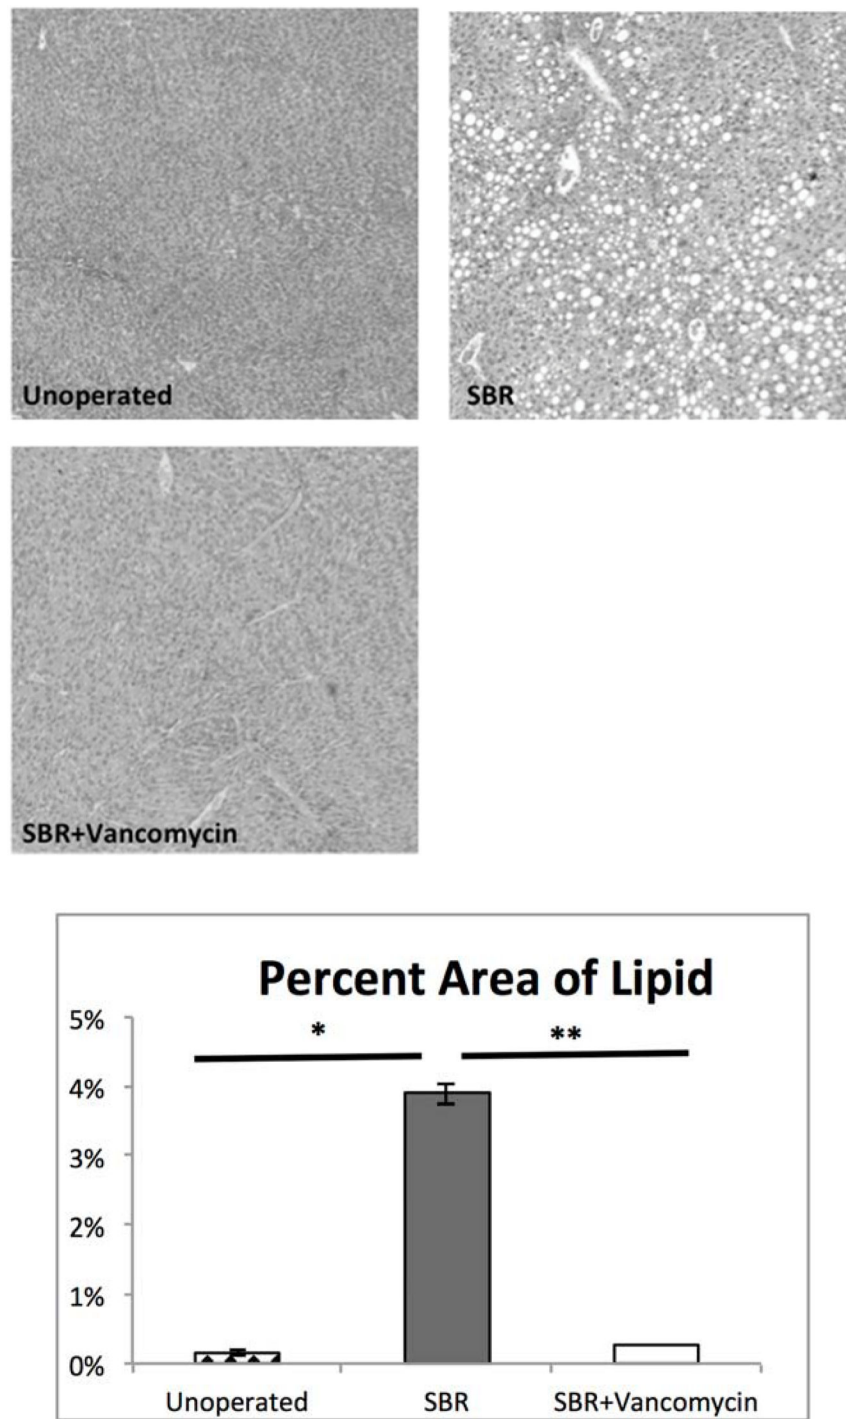 Unoperated
SBR
SBR+Vancomycin
Percent Area of Lipid
5%
*
**
4%
3%
2%
1%
0%
Unoperated SBR SBR+Vancomycin